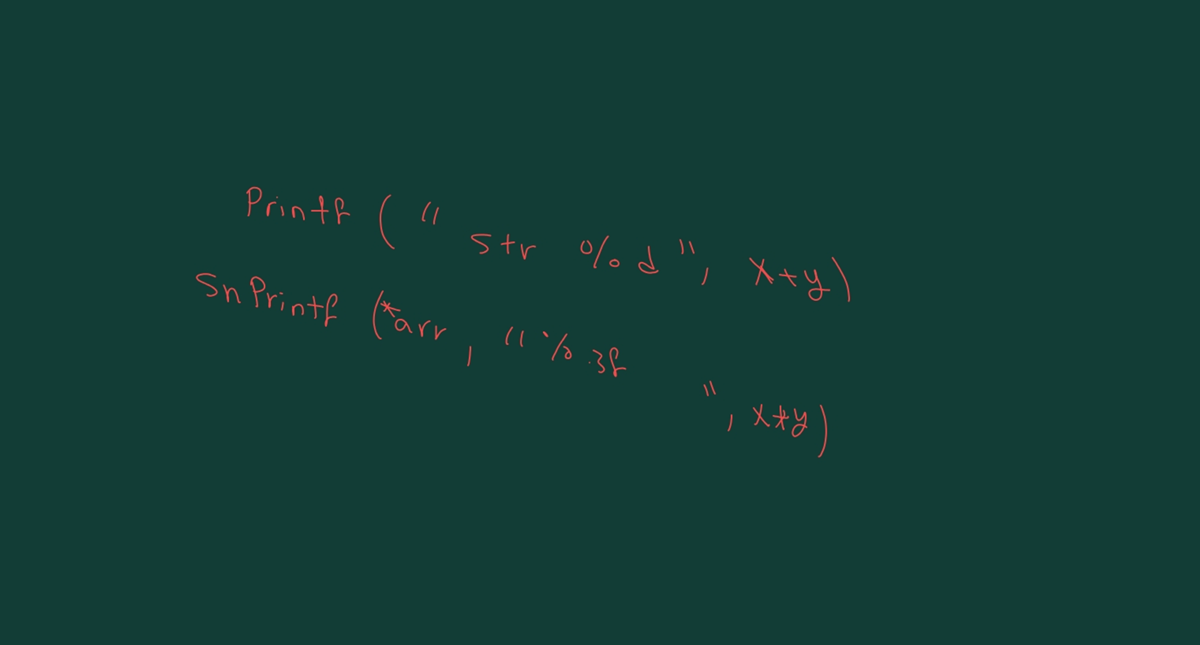 Printf ( " str % d ", x+y)
SnPrintf (*arr , " % .3f ", x*y)